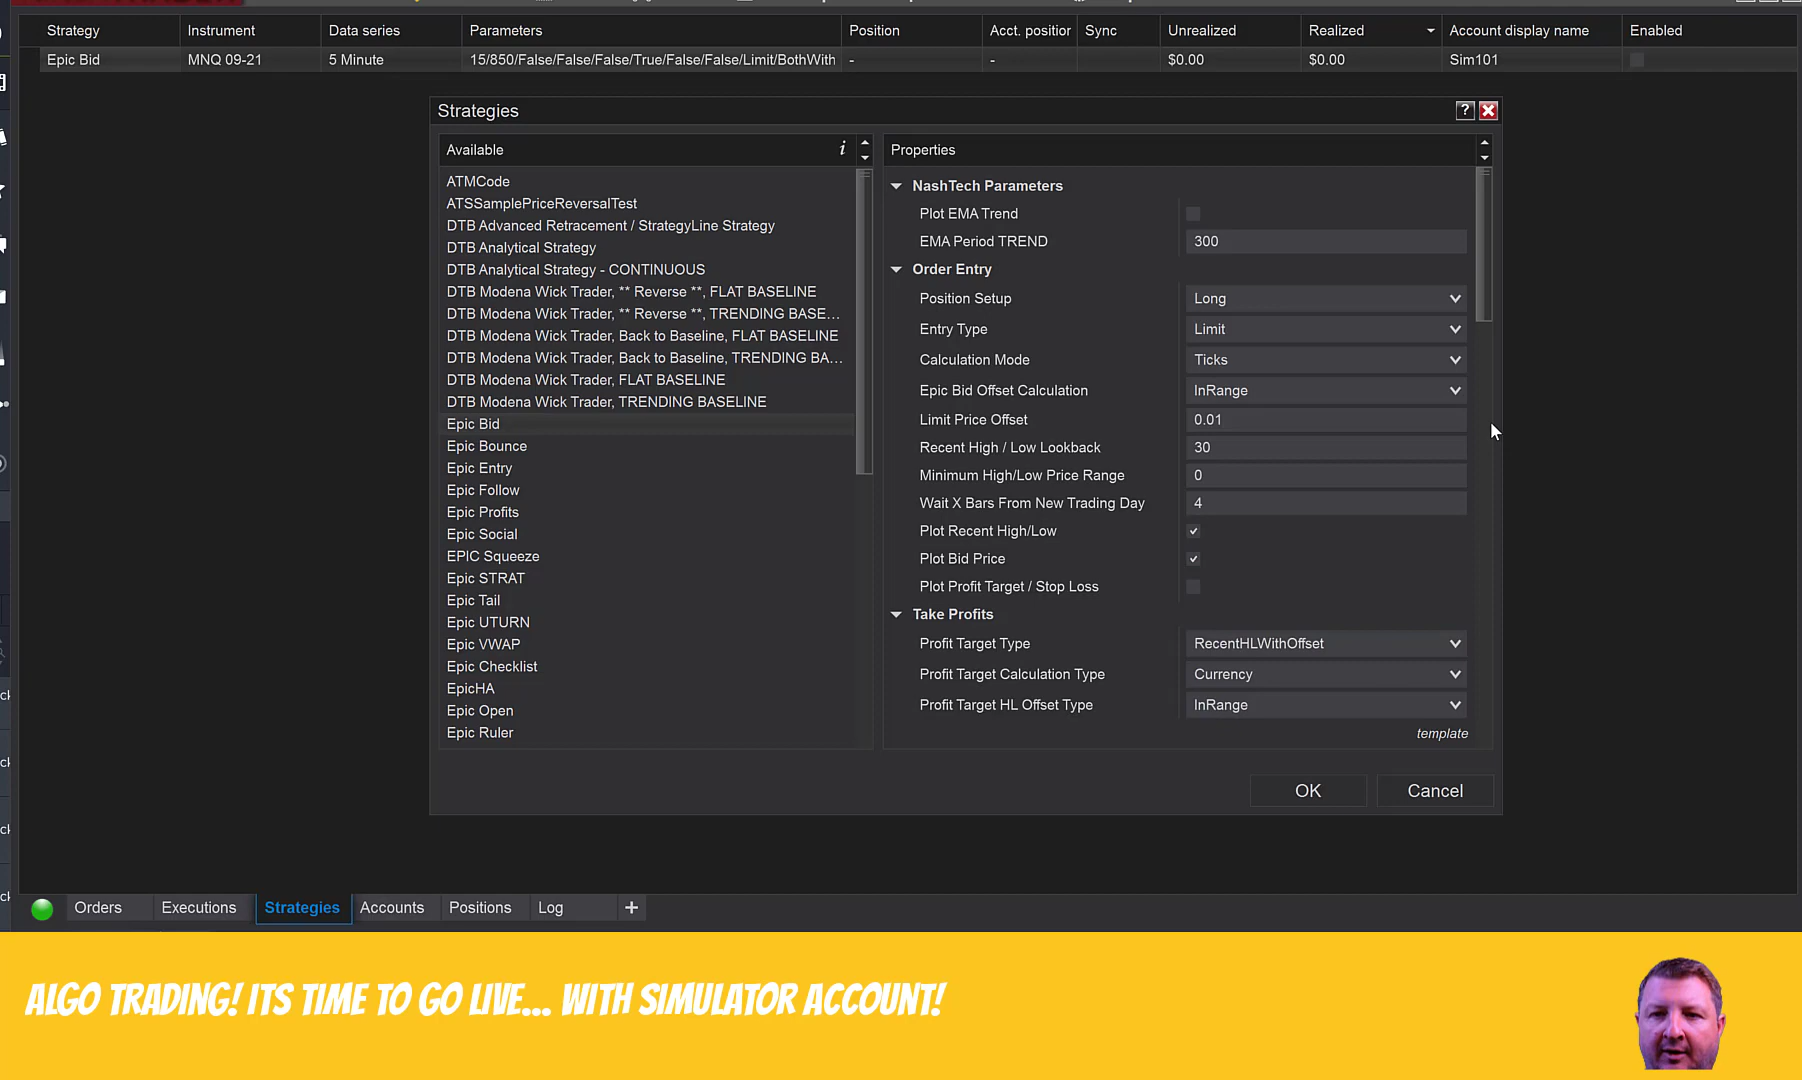 Strategy Instrument Data series Parameters Position Acct. position Sync Unrealized Realized Account display name Enabled
Epic Bid MNQ 09-21 5 Minute 15/850/False/False/False/True/False/False/Limit/BothWith - - $0.00 $0.00 Sim101
Strategies ?
Available i
Properties
ATMCode
ATSSamplePriceReversalTest
DTB Advanced Retracement / StrategyLine Strategy
DTB Analytical Strategy
DTB Analytical Strategy - CONTINUOUS
DTB Modena Wick Trader, ** Reverse **, FLAT BASELINE
DTB Modena Wick Trader, ** Reverse **, TRENDING BASE...
DTB Modena Wick Trader, Back to Baseline, FLAT BASELINE
DTB Modena Wick Trader, Back to Baseline, TRENDING BA...
DTB Modena Wick Trader, FLAT BASELINE
DTB Modena Wick Trader, TRENDING BASELINE
Epic Bid
Epic Bounce
Epic Entry
Epic Follow
Epic Profits
Epic Social
EPIC Squeeze
Epic STRAT
Epic Tail
Epic UTURN
Epic VWAP
Epic Checklist
EpicHA
Epic Open
Epic Ruler
NashTech Parameters
Plot EMA Trend
EMA Period TREND 300
Order Entry
Position Setup Long
Entry Type Limit
Calculation Mode Ticks
Epic Bid Offset Calculation InRange
Limit Price Offset 0.01
Recent High / Low Lookback 30
Minimum High/Low Price Range 0
Wait X Bars From New Trading Day 4
Plot Recent High/Low
Plot Bid Price
Plot Profit Target / Stop Loss
Take Profits
Profit Target Type RecentHLWithOffset
Profit Target Calculation Type Currency
Profit Target HL Offset Type InRange
template
OK Cancel
Orders Executions Strategies Accounts Positions Log +
ALGO TRADING! ITS TIME TO GO LIVE... WITH SIMULATOR ACCOUNT!